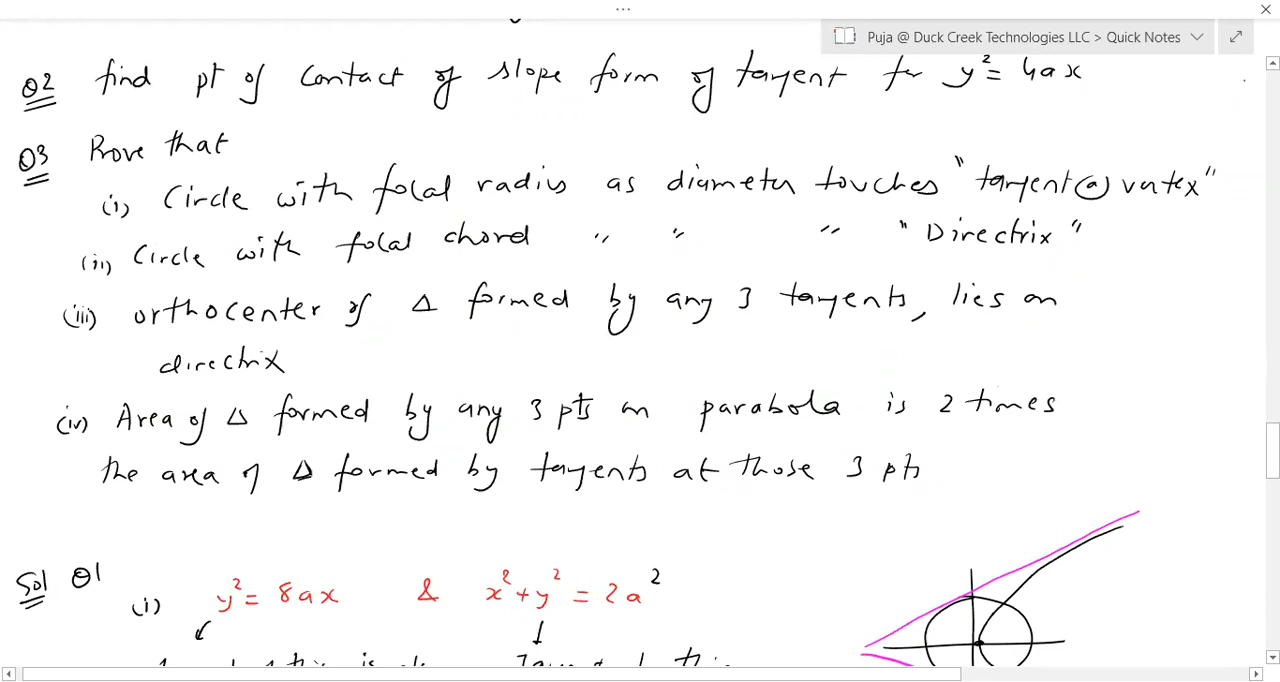 ...
Puja @ Duck Creek Technologies LLC > Quick Notes
Q2 find pt of contact of slope form of tangent for y² = 4ax
Q3 Prove that
(i) Circle with focal radius as diameter touches "tangent @ vertex"
(ii) Circle with focal chord " " " "Directrix"
(iii) orthocenter of Δ formed by any 3 tangents, lies on
directrix
(iv) Area of Δ formed by any 3 pts on parabola is 2 times
the area of Δ formed by tangents at those 3 pts
Sol Q1
(i) y² = 8ax & x² + y² = 2a²